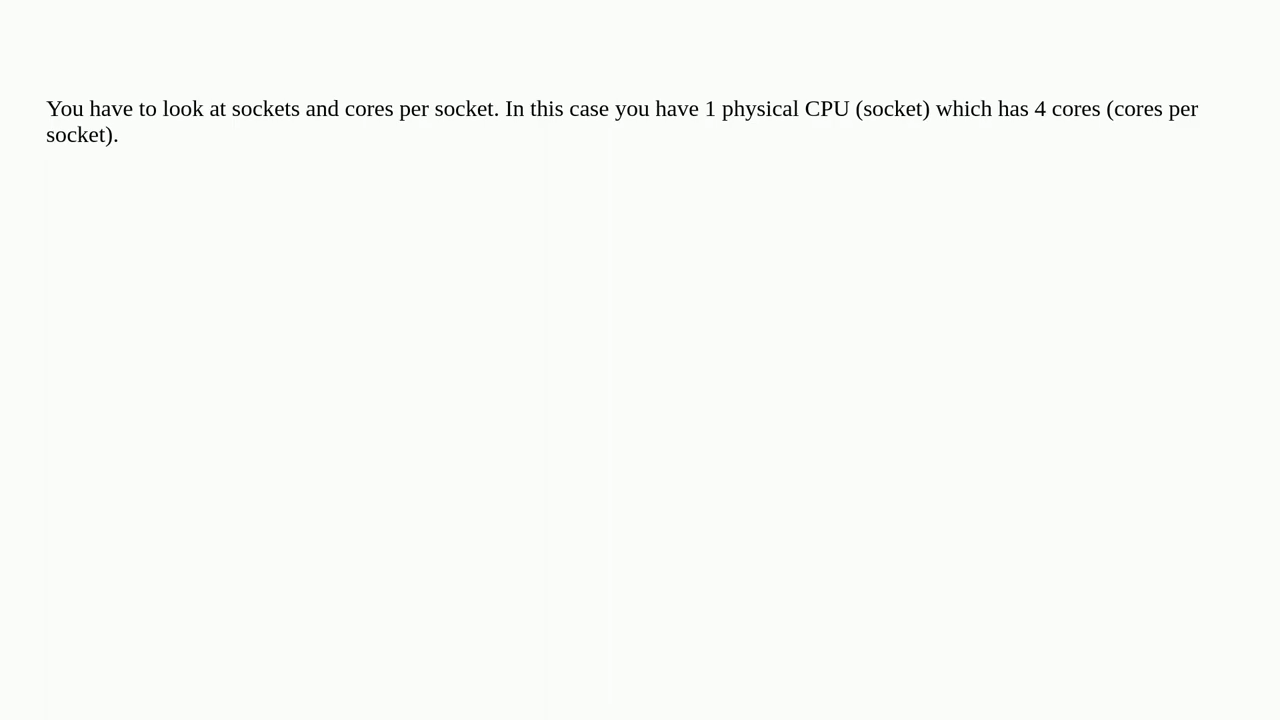 You have to look at sockets and cores per socket. In this case you have 1 physical CPU (socket) which has 4 cores (cores per
socket).